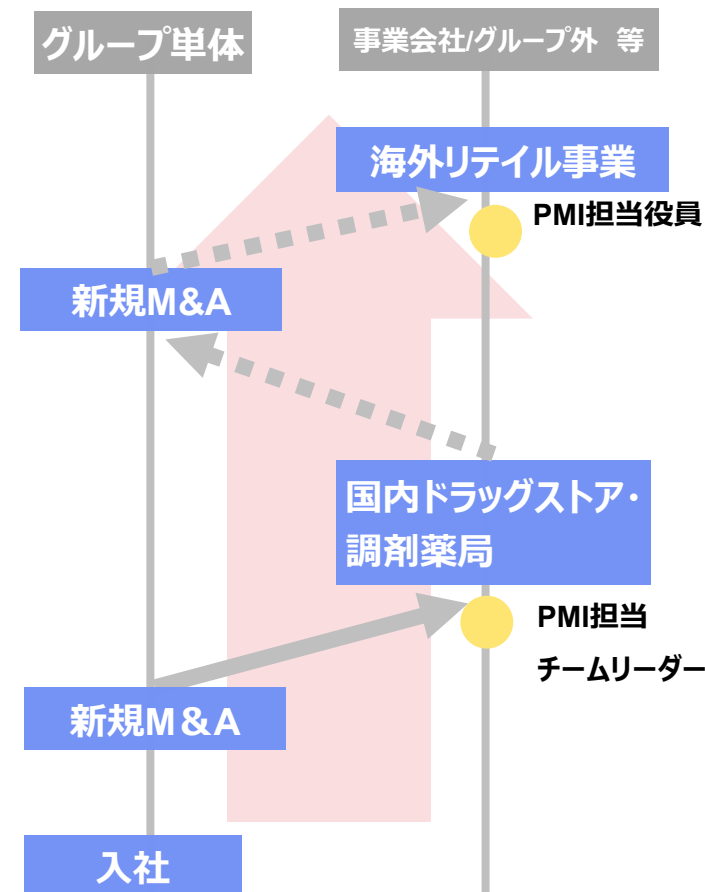 グループ単体
事業会社/グループ外 等
海外リテイル事業
PMI担当役員
新規M&A
国内ドラッグストア・
調剤薬局
PMI担当
チームリーダー
新規M＆A
入社